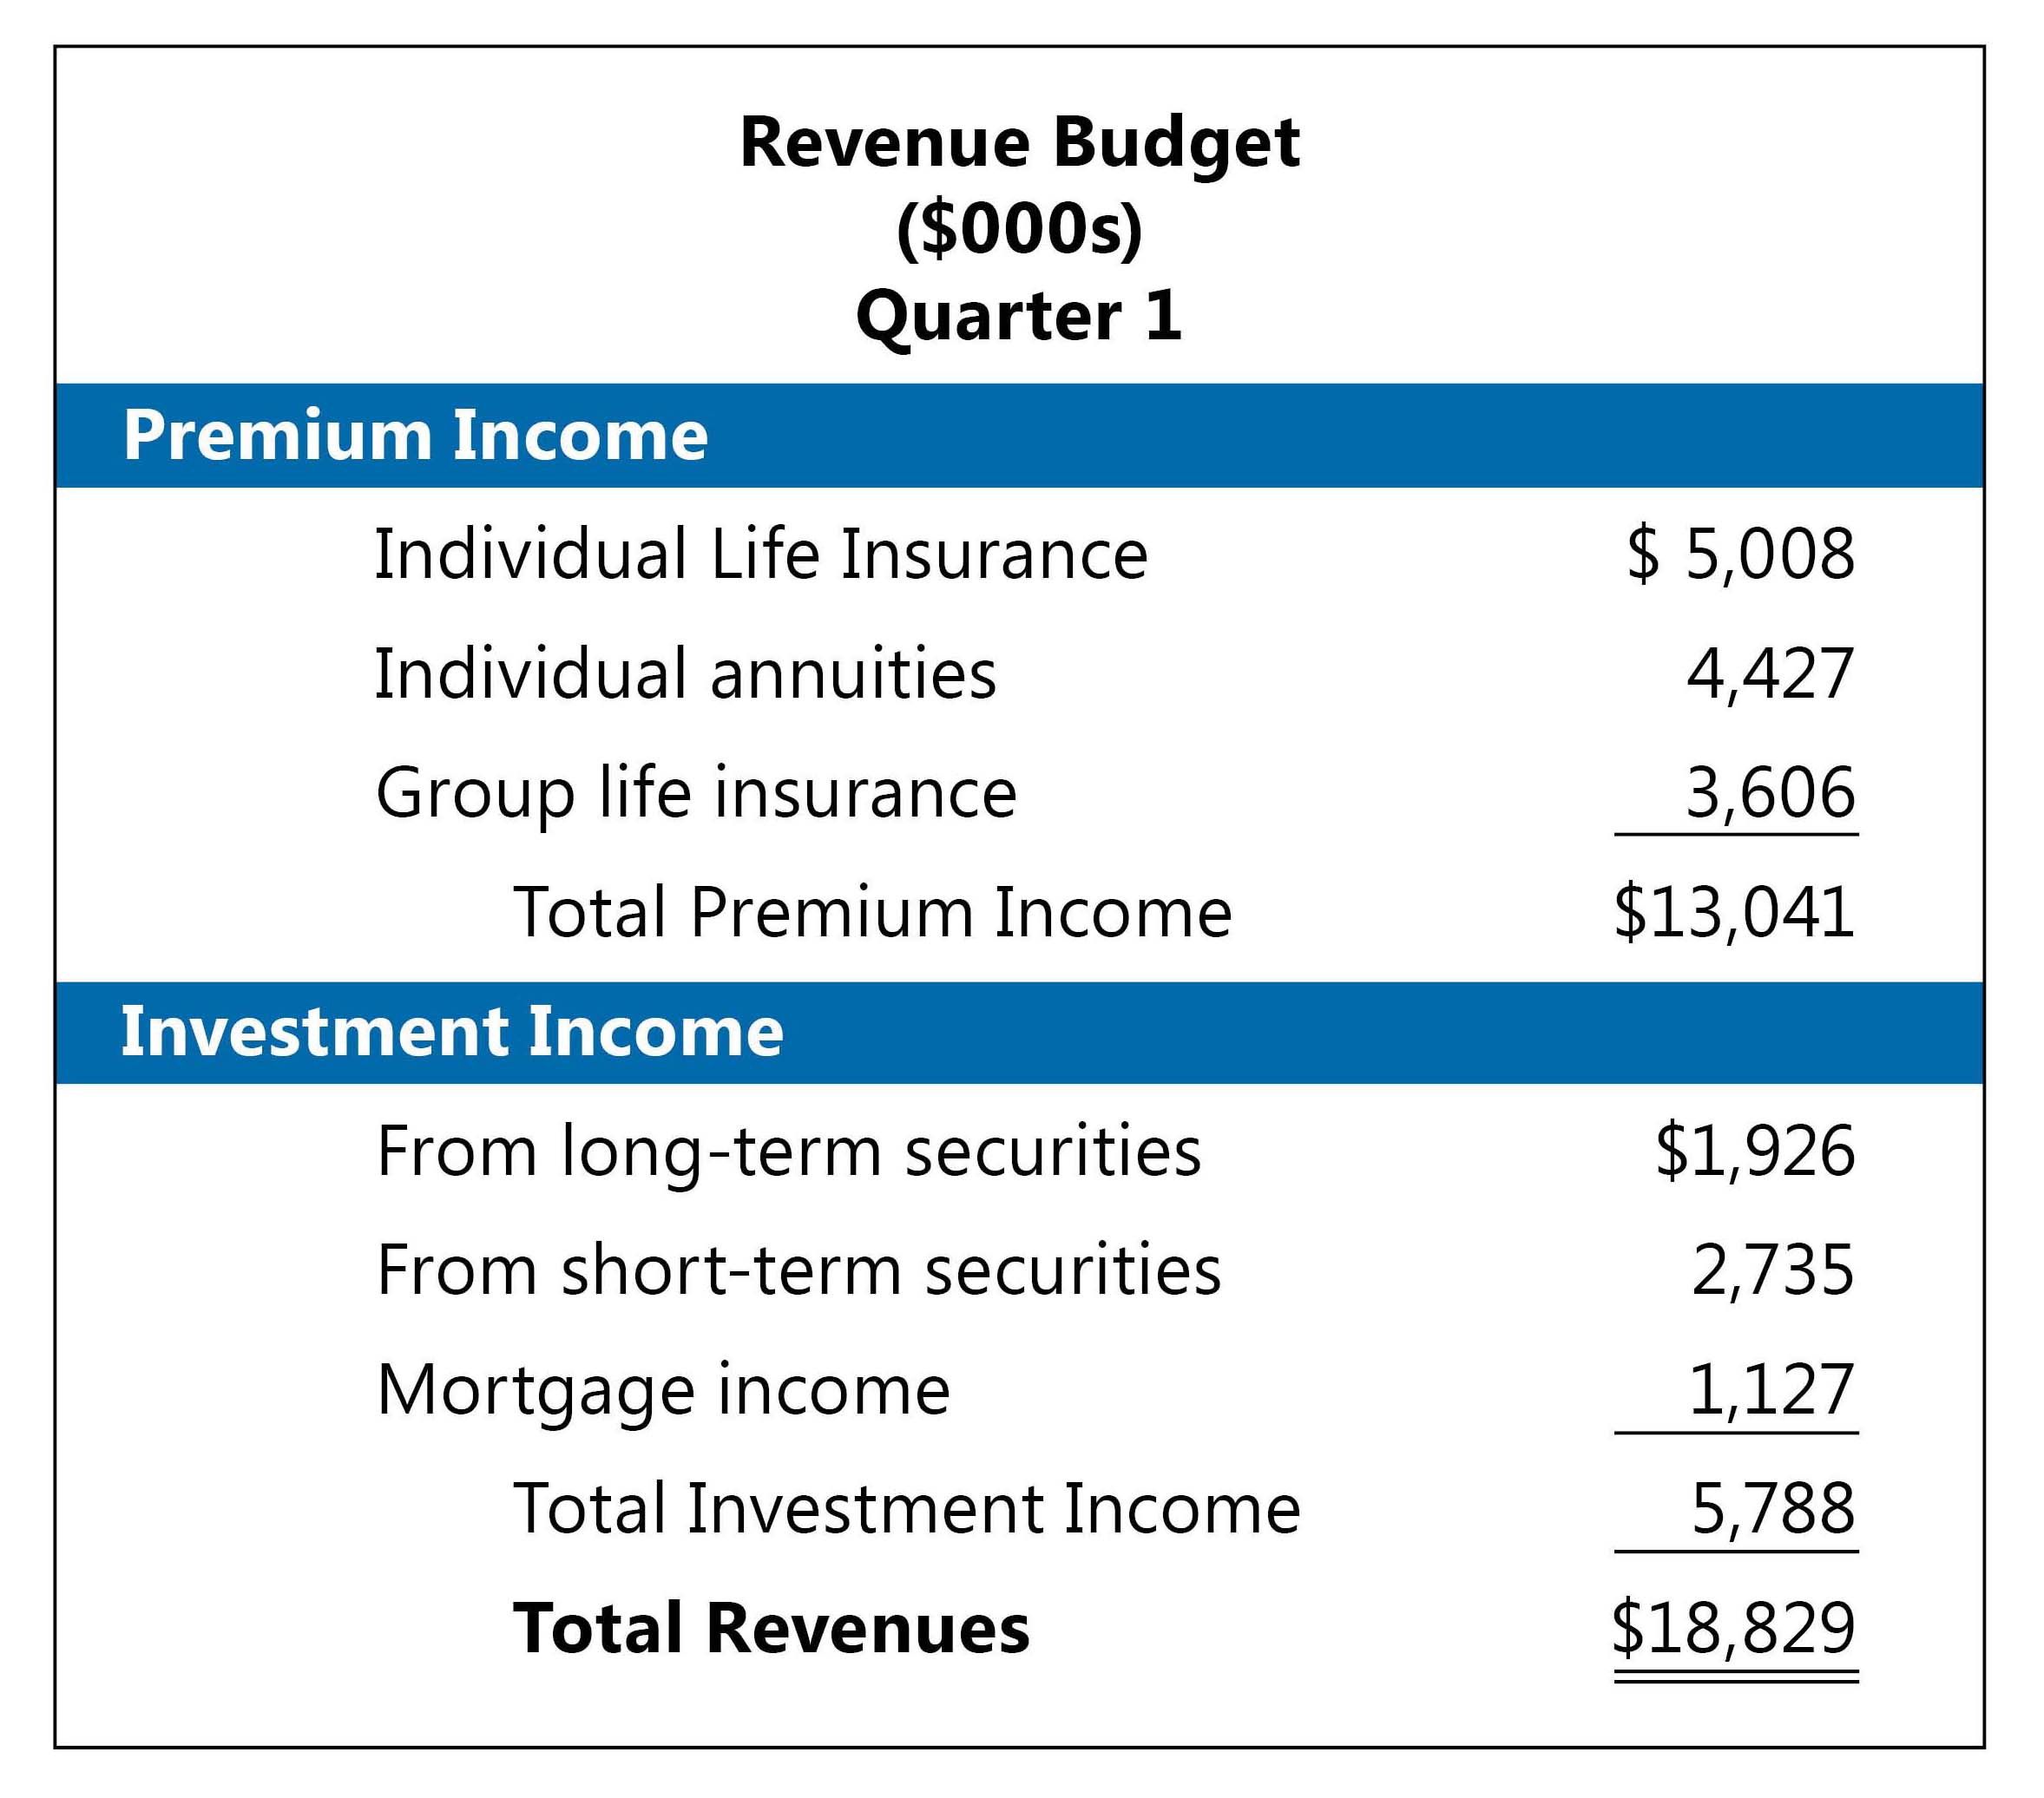 Revenue Budget
($000s)
Quarter 1
Premium Income
Individual Life Insurance $ 5,008
Individual annuities 4,427
Group life insurance 3,606
Total Premium Income $13,041
Investment Income
From long-term securities $1,926
From short-term securities 2,735
Mortgage income 1,127
Total Investment Income 5,788
Total Revenues $18,829